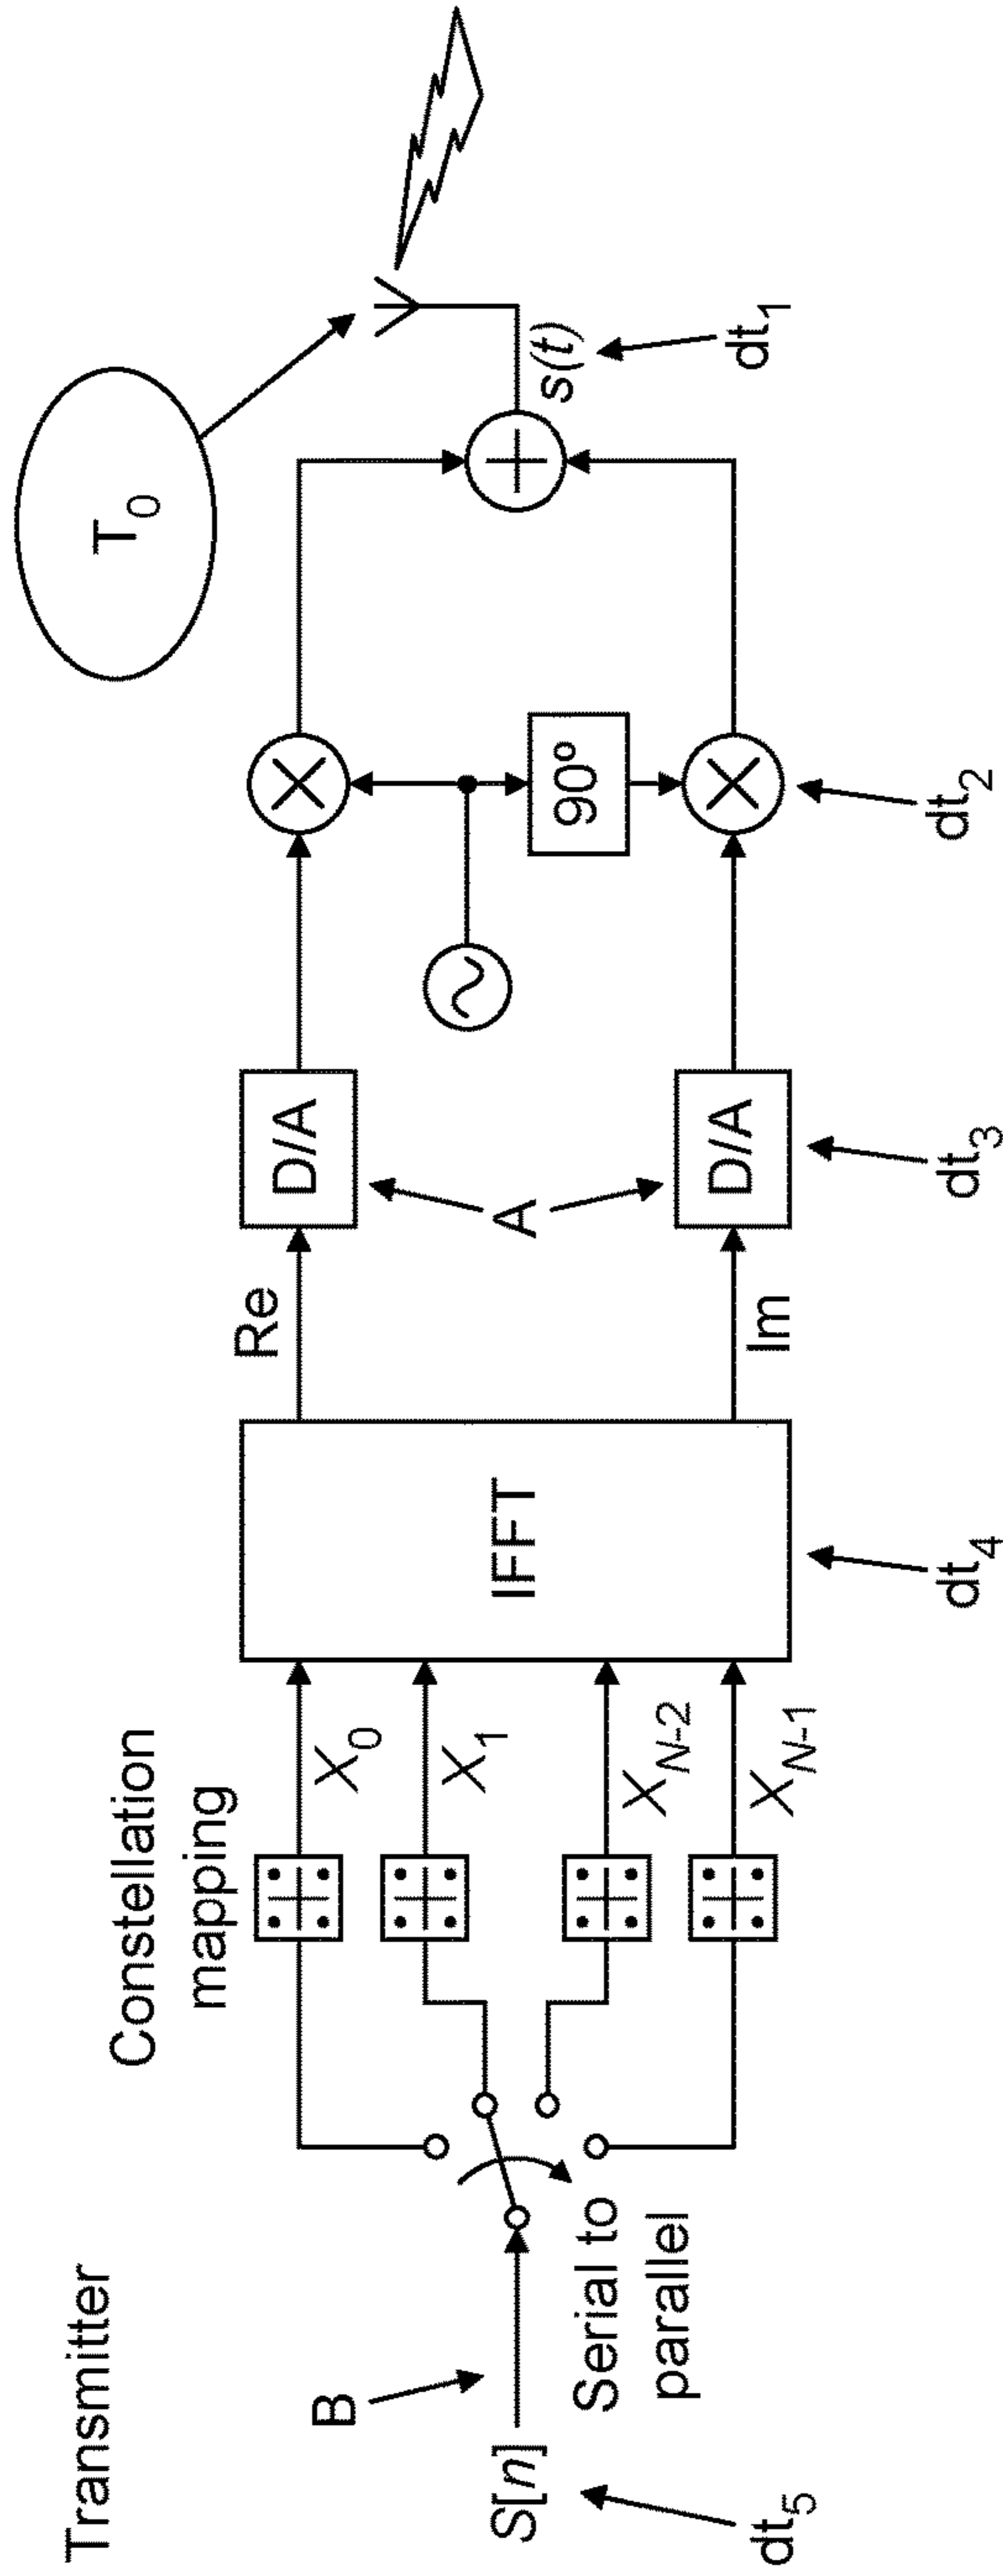 Transmitter
T0
Constellation
mapping
Re
D/A
X0
B
A
X1
90º
S[n]
IFFT
s(t)
Serial to
parallel
XN-2
D/A
XN-1
Im
dt5
dt4
dt3
dt2
dt1